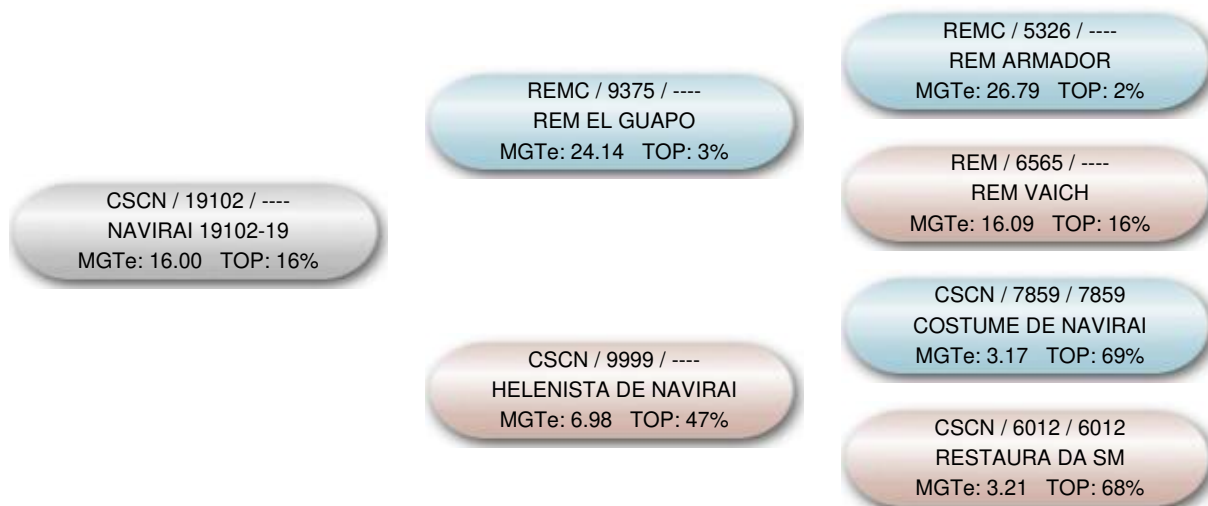 CSCN / 19102 / ----
NAVIRAI 19102-19
MGTe: 16.00 TOP: 16%
REMC / 9375 / ----
REM EL GUAPO
MGTe: 24.14 TOP: 3%
CSCN / 9999 / ----
HELENISTA DE NAVIRAI
MGTe: 6.98 TOP: 47%
REMC / 5326 / ----
REM ARMADOR
MGTe: 26.79 TOP: 2%
REM / 6565 / ----
REM VAICH
MGTe: 16.09 TOP: 16%
CSCN / 7859 / 7859
COSTUME DE NAVIRAI
MGTe: 3.17 TOP: 69%
CSCN / 6012 / 6012
RESTAURA DA SM
MGTe: 3.21 TOP: 68%